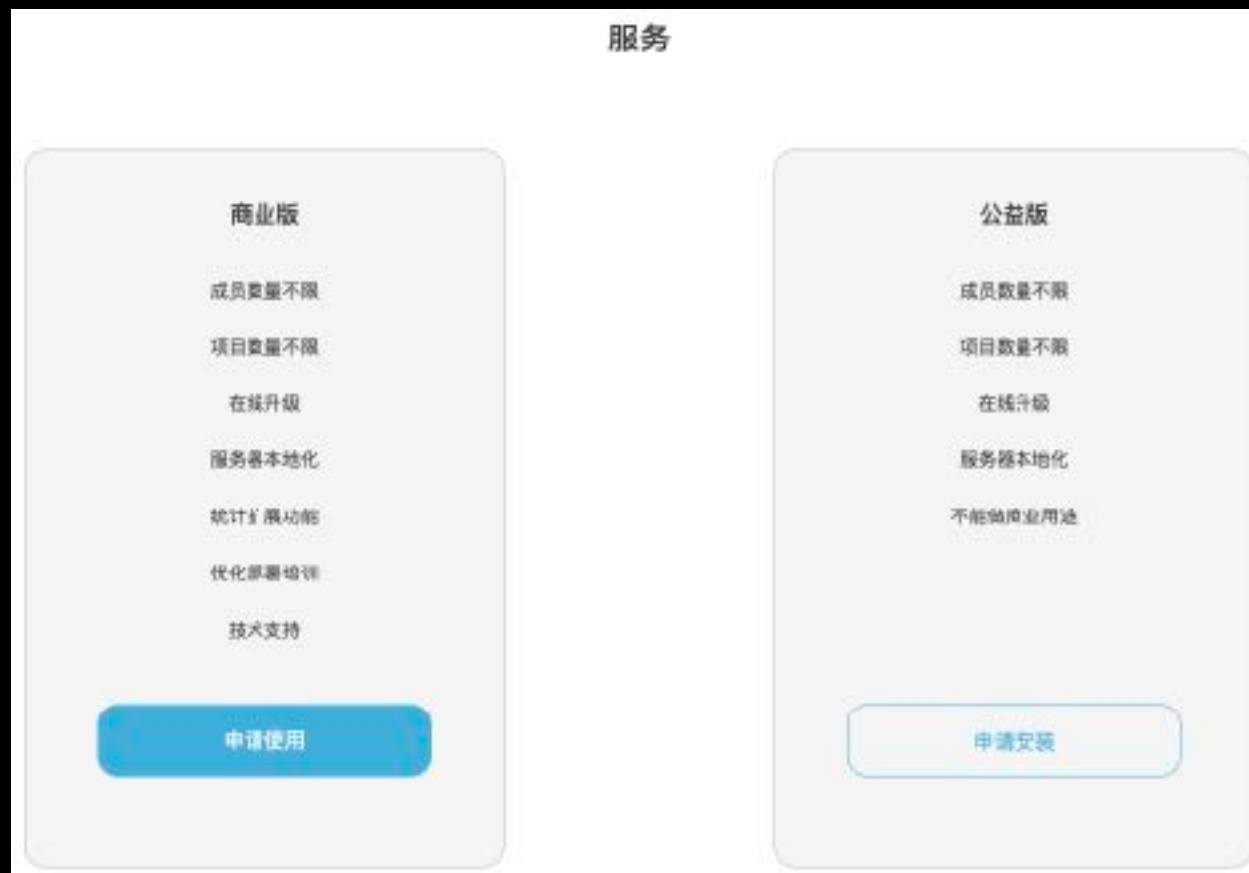 服务
商业版
成员数量不限
项目数量不限
在线升级
服务器本地化
统计扩展功能
优化部署培训
技术支持
申请使用
公益版
成员数量不限
项目数量不限
在线升级
服务器本地化
不能做商业用途
申请安装